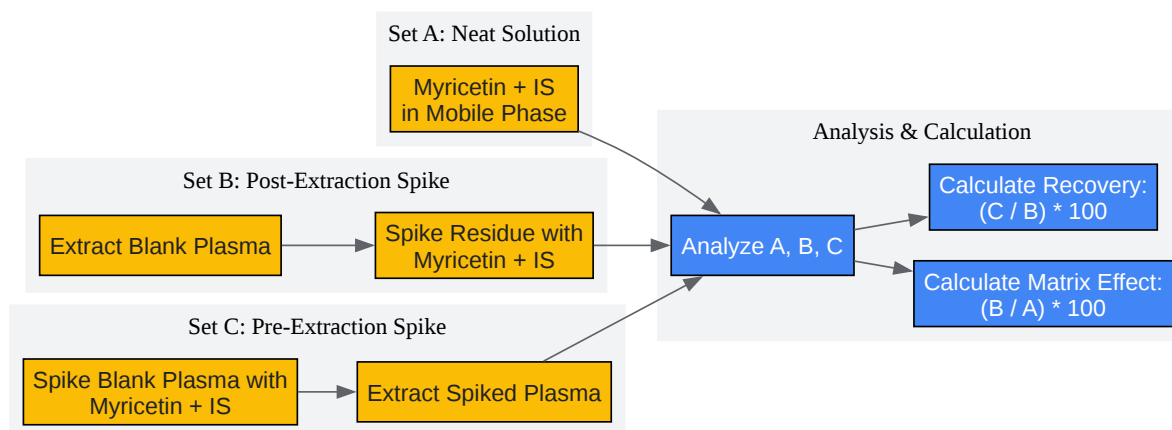 Set A: Neat Solution
Myricetin + IS
in Mobile Phase
Set B: Post-Extraction Spike
Extract Blank Plasma
Spike Residue with
Myricetin + IS
Set C: Pre-Extraction Spike
Spike Blank Plasma with
Myricetin + IS
Extract Spiked Plasma
Analysis & Calculation
Analyze A, B, C
Calculate Recovery:
(C / B) * 100
Calculate Matrix Effect:
(B / A) * 100